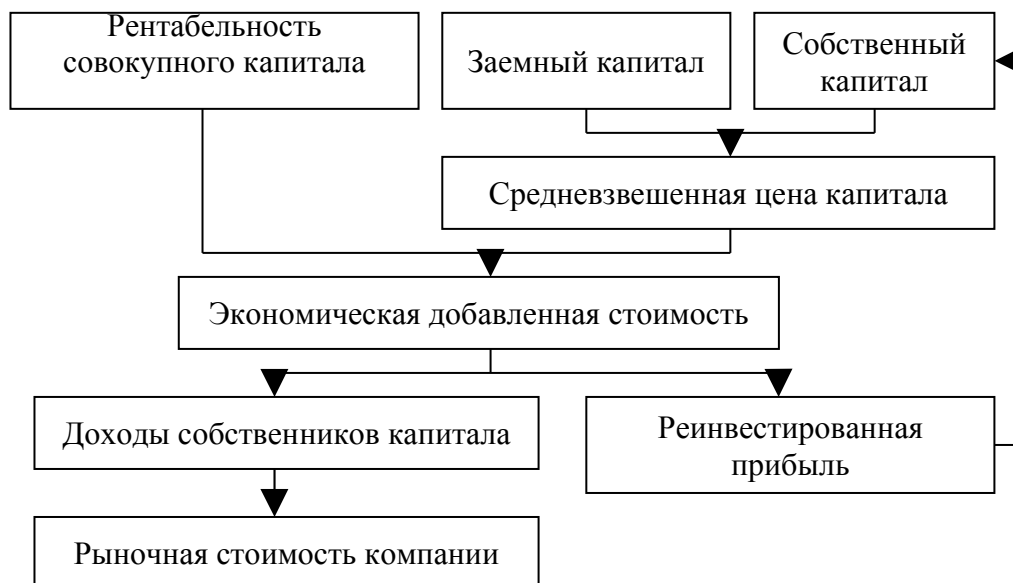 Рентабельность
совокупного капитала
Заемный капитал
Собственный
капитал
Средневзвешенная цена капитала
Экономическая добавленная стоимость
Доходы собственников капитала
Реинвестированная
прибыль
Рыночная стоимость компании